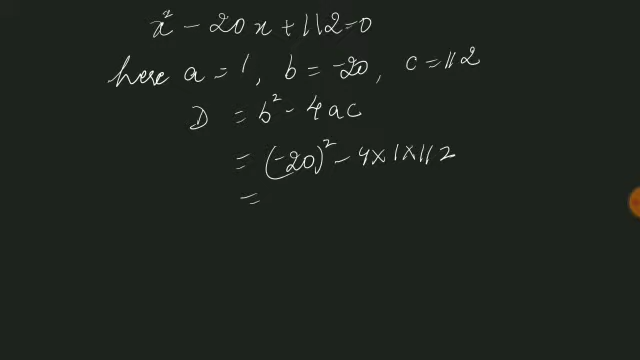 x² - 20x + 112 = 0
here a = 1, b = -20, c = 112
D = b² - 4ac
= (-20)² - 4 × 1 × 112
=